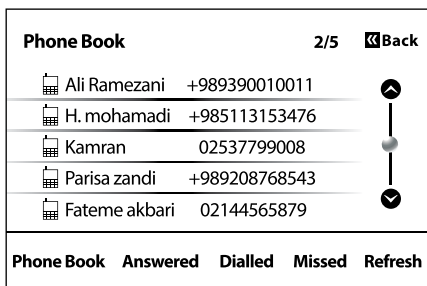 Phone Book 2/5 Back
Ali Ramezani +989390010011
H. mohamadi +985113153476
Kamran 02537799008
Parisa zandi +989208768543
Fateme akbari 02144565879
Phone Book Answered Dialled Missed Refresh